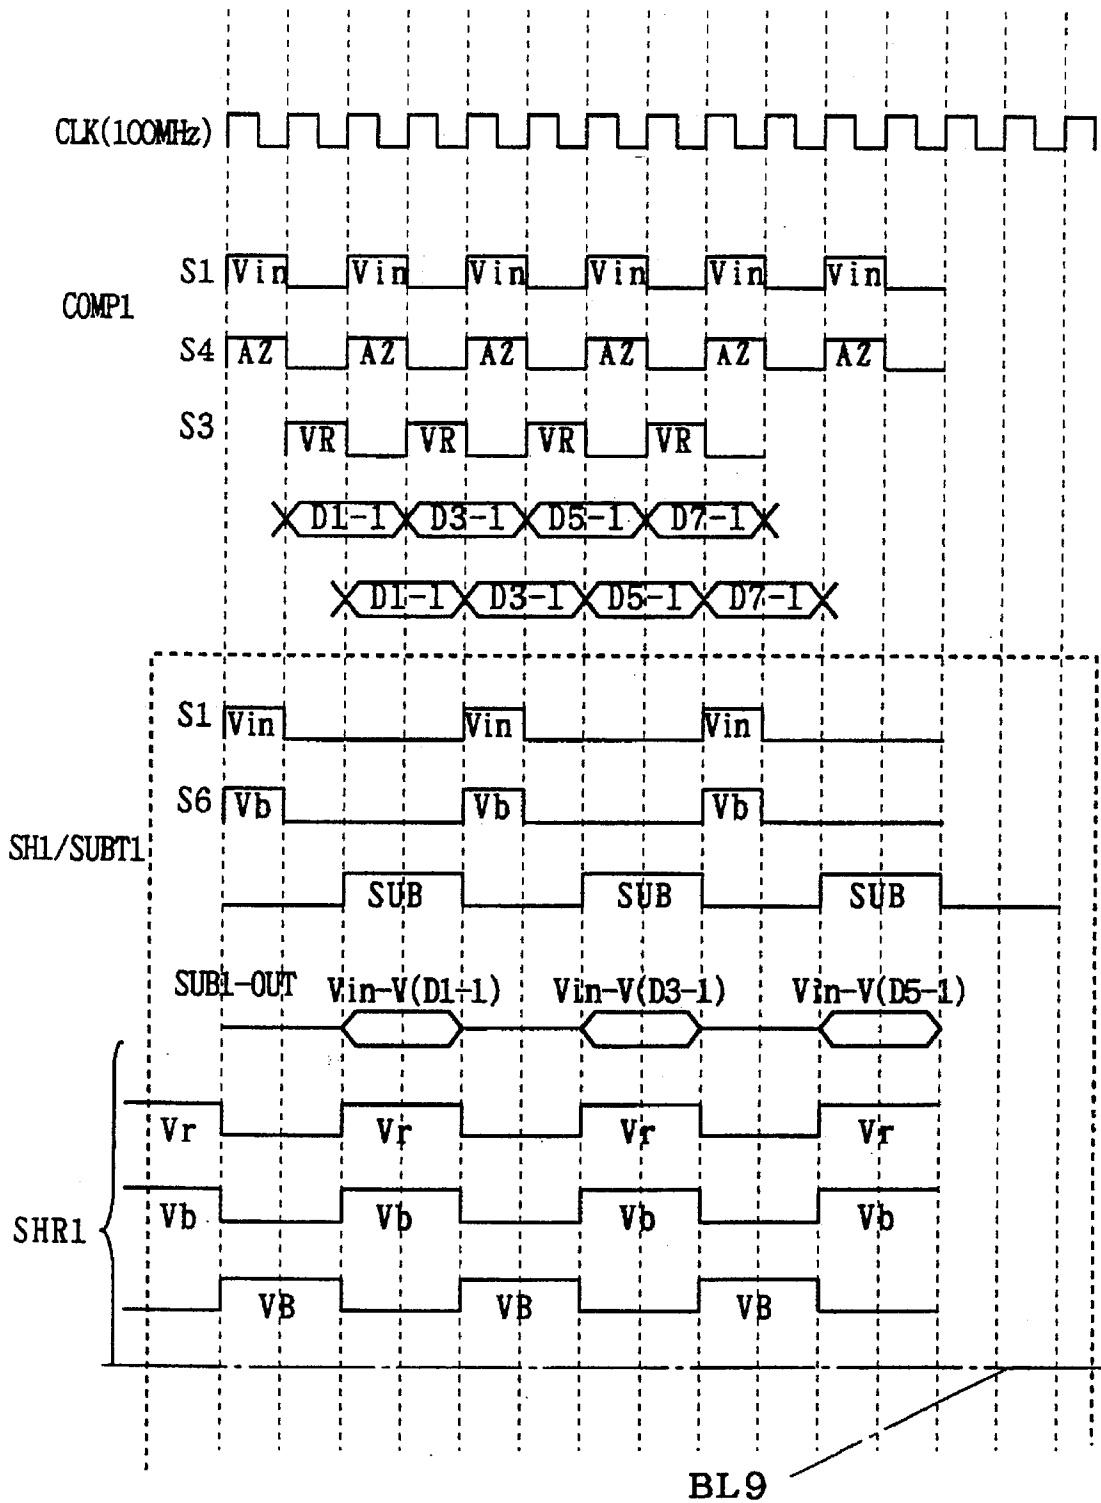 CLK(100MHz)
S1 Vin Vin Vin Vin Vin Vin
COMP1
S4 AZ AZ AZ AZ AZ AZ
S3 VR VR VR VR
D1-1 D3-1 D5-1 D7-1
D1-1 D3-1 D5-1 D7-1
S1 Vin Vin Vin
S6 Vb Vb Vb
SH1/SUBT1
SUB SUB SUB
SUB1-OUT Vin-V(D1-1) Vin-V(D3-1) Vin-V(D5-1)
Vr Vr Vr Vr
Vb Vb Vb Vb
SHR1
VB VB VB
BL9